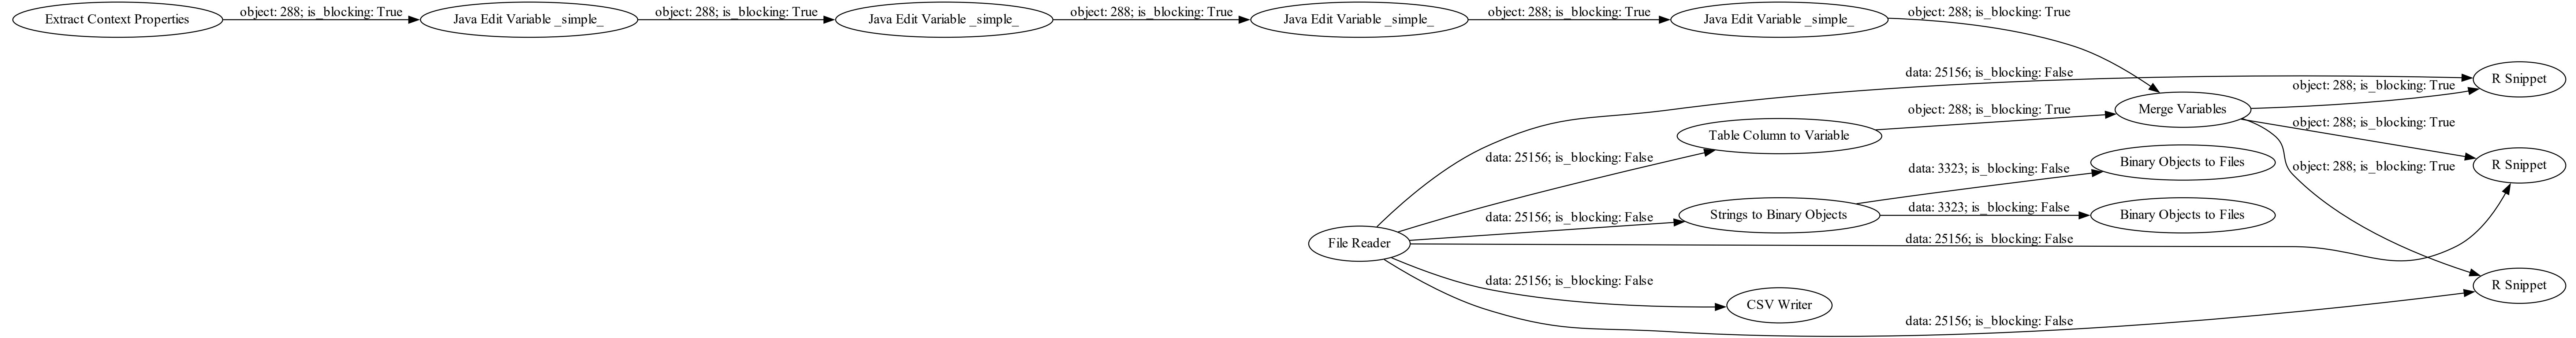 Extract Context Properties
object: 288; is_blocking: True
Java Edit Variable _simple_
object: 288; is_blocking: True
Java Edit Variable _simple_
object: 288; is_blocking: True
Java Edit Variable _simple_
object: 288; is_blocking: True
Java Edit Variable _simple_
object: 288; is_blocking: True
data: 25156; is_blocking: False
R Snippet
object: 288; is_blocking: True
Merge Variables
object: 288; is_blocking: True
object: 288; is_blocking: True
Table Column to Variable
data: 25156; is_blocking: False
Binary Objects to Files
R Snippet
object: 288; is_blocking: True
data: 3323; is_blocking: False
data: 3323; is_blocking: False
Strings to Binary Objects
Binary Objects to Files
data: 25156; is_blocking: False
File Reader
data: 25156; is_blocking: False
data: 25156; is_blocking: False
R Snippet
CSV Writer
data: 25156; is_blocking: False